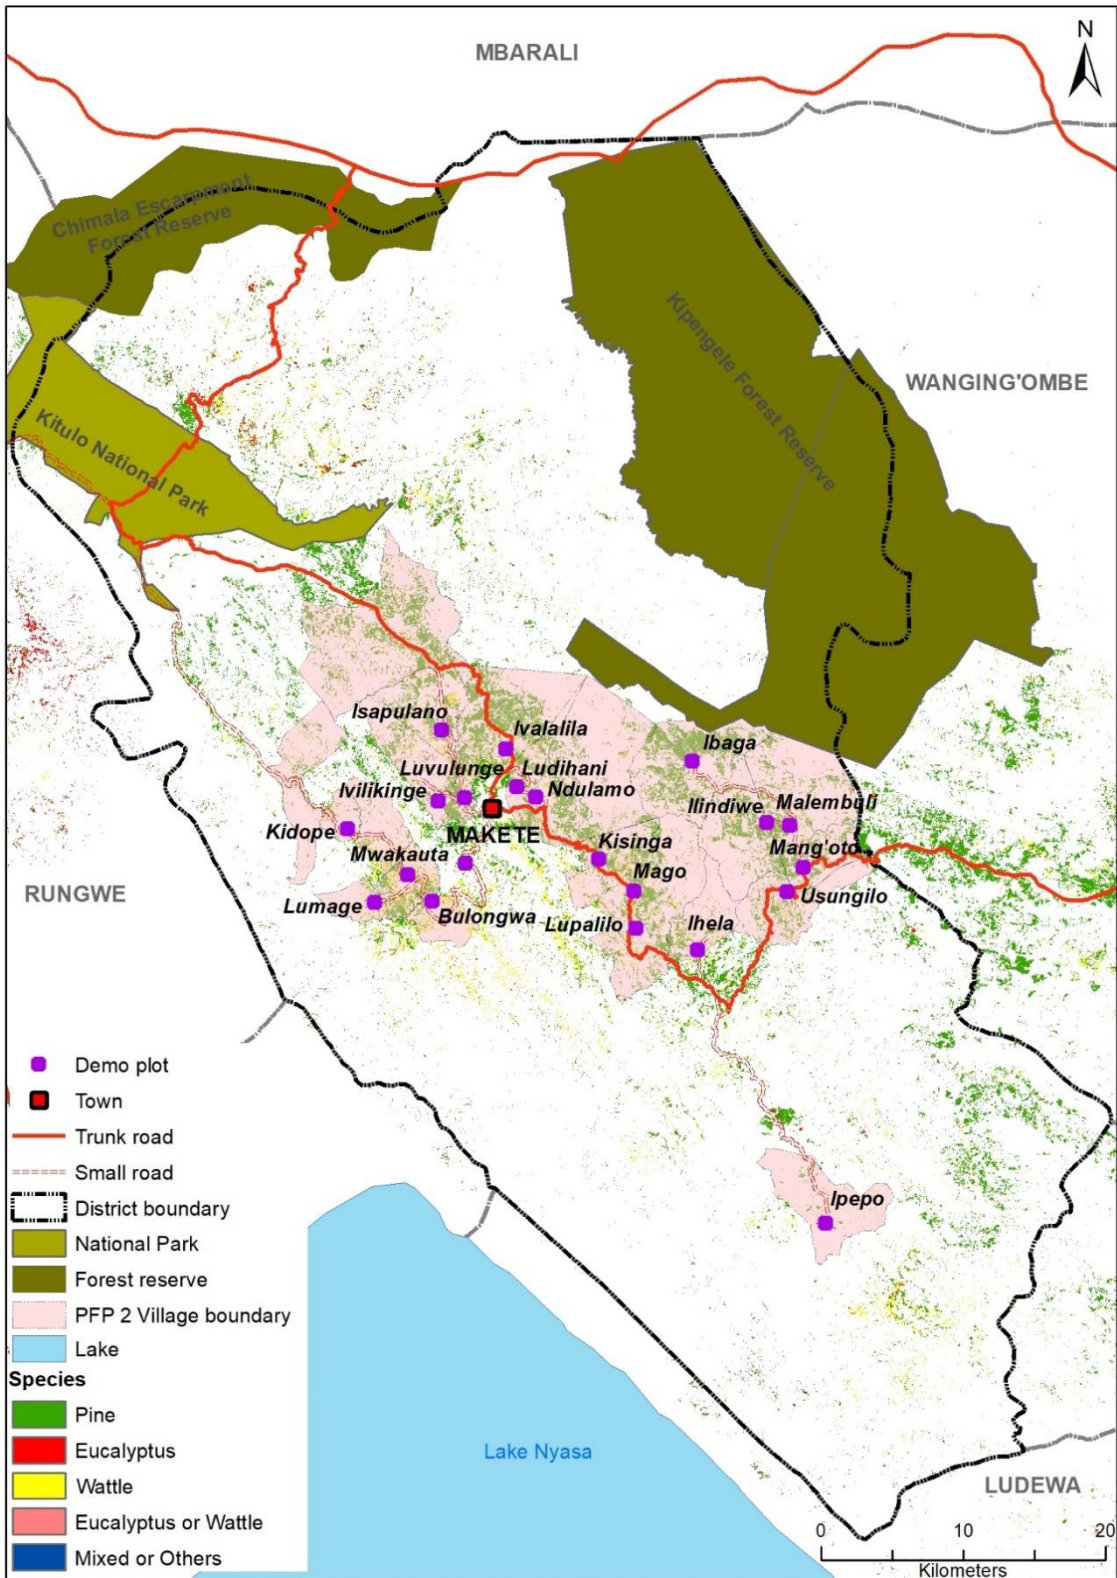 N
MBARALI
Chimala Escarpment
Forest Reserve
Kipengele Forest Reserve
WANGING'OMBE
Kitulo National Park
Isapulano
Ivalalila
Ibaga
Luvulunge
Ludihani
Ivilikinge
Ndulamo
Ilindiwe
Malembuli
MAKETE
Kidope
Kisinga
Mang'oto
Mwakauta
Mago
RUNGWE
Usungilo
Lumage
Bulongwa
Lupalilo
Ihela
Ipepo
Demo plot
Town
Trunk road
Small road
District boundary
National Park
Forest reserve
PFP 2 Village boundary
Lake
Species
Pine
Eucalyptus
Wattle
Eucalyptus or Wattle
Mixed or Others
Lake Nyasa
LUDEWA
0 10 20
Kilometers